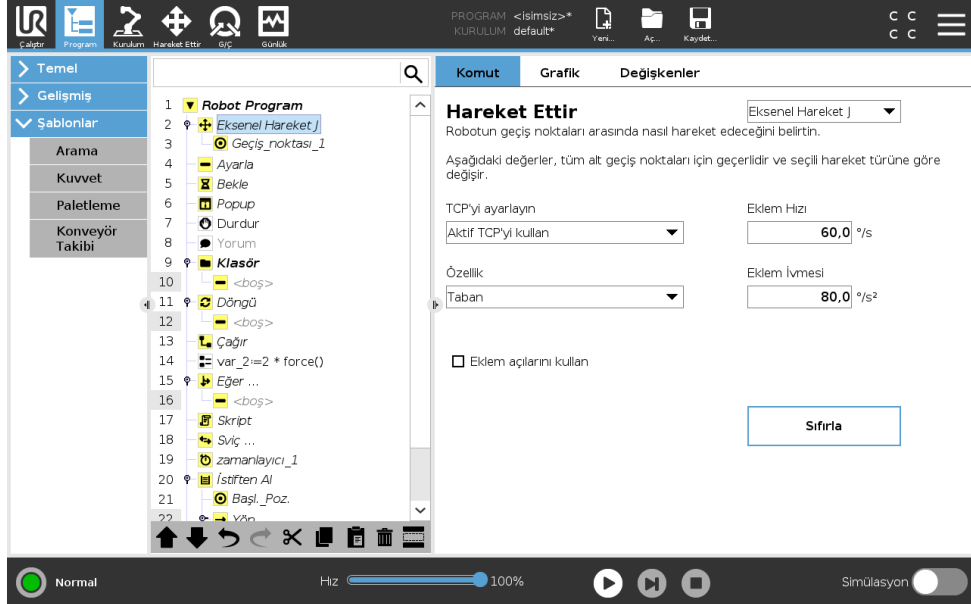 PROGRAM <isimsiz>*
KURULUM default*
Yeni...
Aç...
Kaydet...
C C
C C
Çalıştır
Program
Kurulum
Hareket Ettir
G/Ç
Günlük
Temel
Gelişmiş
Şablonlar
Arama
Kuvvet
Paletleme
Konveyör
Takibi
1 Robot Program
2 Eksenel Hareket J
3 Geçiş_noktası_1
4 Ayarla
5 Bekle
6 Popup
7 Durdur
8 Yorum
9 Klasör
10 <boş>
11 Döngü
12 <boş>
13 Çağır
14 var_2:=2 * force()
15 Eğer ...
16 <boş>
17 Skript
18 Sviç ...
19 zamanlayıcı_1
20 İstiften Al
21 Başl._Poz.
22 Yön
Komut
Grafik
Değişkenler
Hareket Ettir
Eksenel Hareket J
Robotun geçiş noktaları arasında nasıl hareket edeceğini belirtin.
Aşağıdaki değerler, tüm alt geçiş noktaları için geçerlidir ve seçili hareket türüne göre
değişir.
TCP'yi ayarlayın
Eklem Hızı
Aktif TCP'yi kullan
60,0 °/s
Özellik
Eklem İvmesi
Taban
80,0 °/s²
Eklem açılarını kullan
Sıfırla
Normal
Hız
100%
Simülasyon